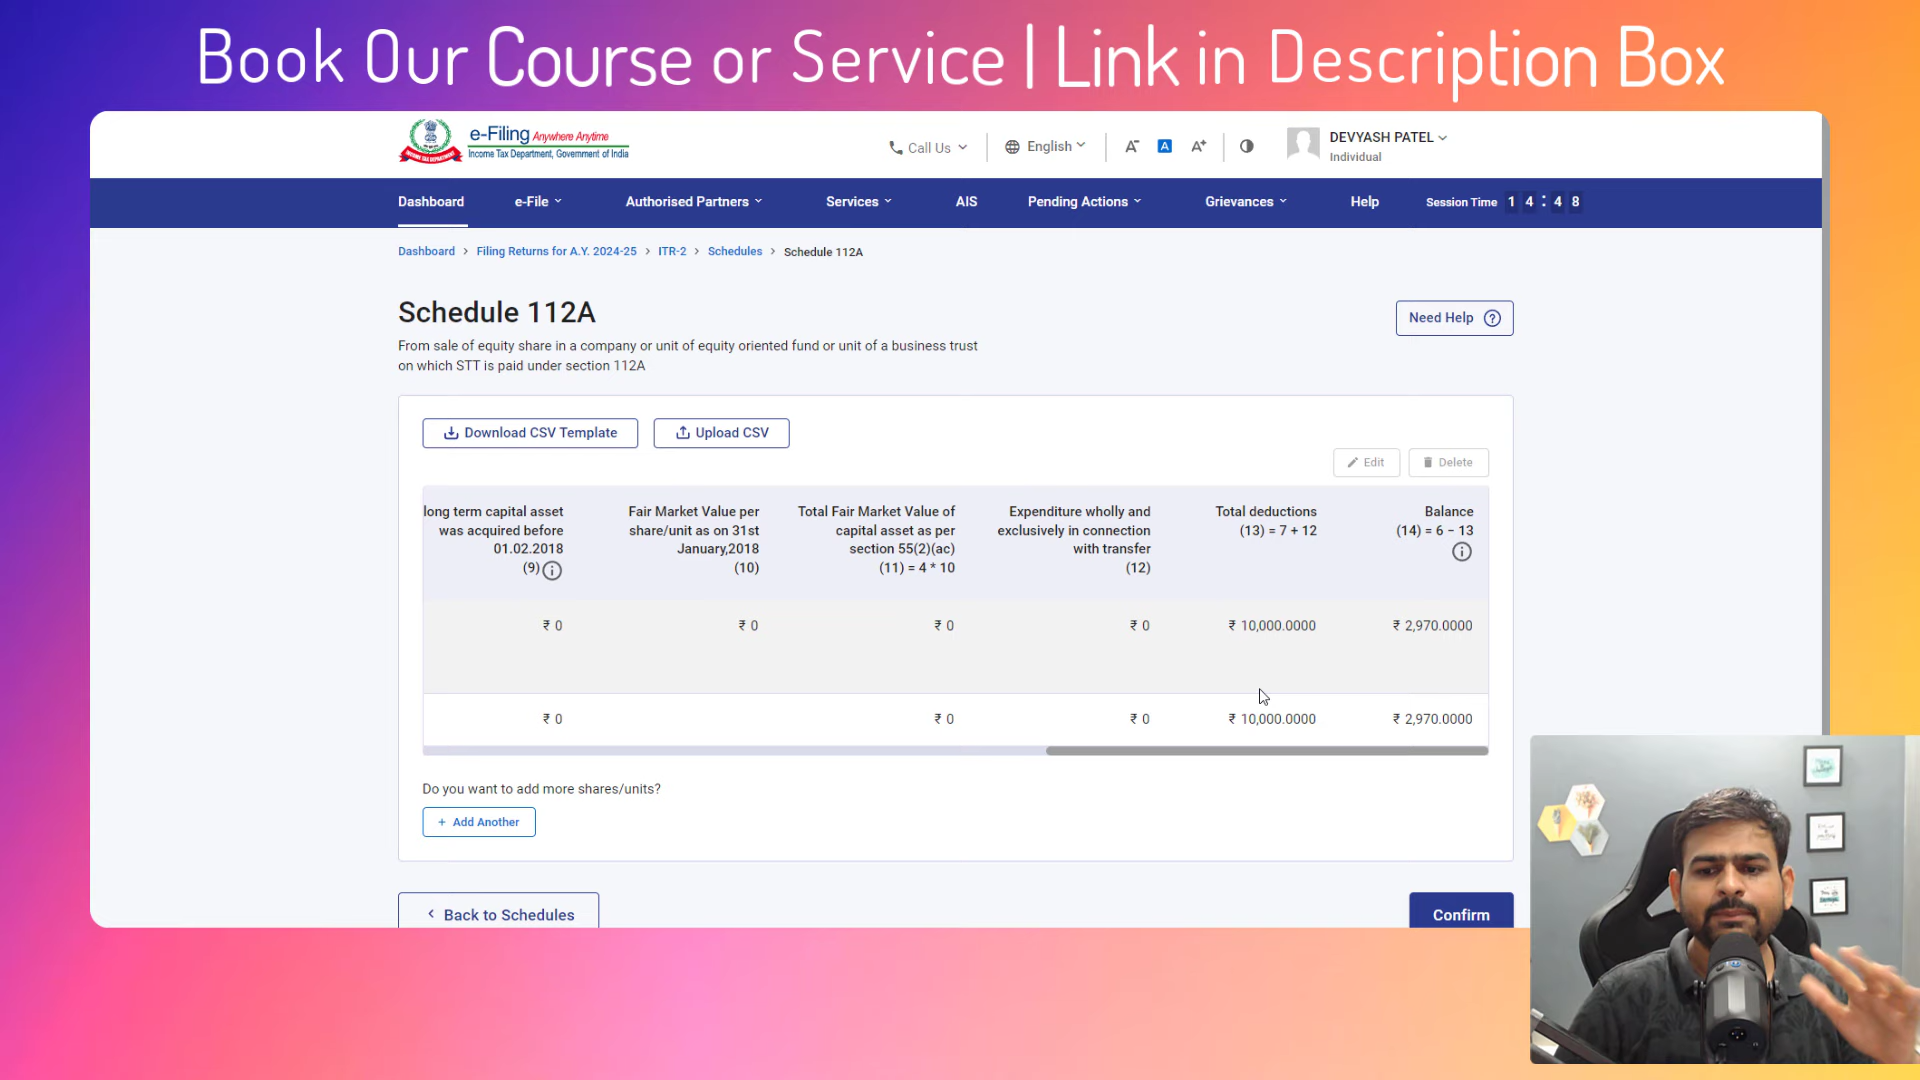 Book Our Course or Service | Link in Description Box
e-Filing Anywhere Anytime
Income Tax Department, Government of India
Call Us
English
A-
A
A+
DEVYASH PATEL
Individual
Dashboard
e-File
Authorised Partners
Services
AIS
Pending Actions
Grievances
Help
Session Time 1 4 : 4 8
Dashboard > Filing Returns for A.Y. 2024-25 > ITR-2 > Schedules > Schedule 112A
Schedule 112A
Need Help ?
From sale of equity share in a company or unit of equity oriented fund or unit of a business trust
on which STT is paid under section 112A
Download CSV Template
Upload CSV
Edit
Delete
long term capital asset
was acquired before
01.02.2018
(9)
Fair Market Value per
share/unit as on 31st
January,2018
(10)
Total Fair Market Value of
capital asset as per
section 55(2)(ac)
(11) = 4 * 10
Expenditure wholly and
exclusively in connection
with transfer
(12)
Total deductions
(13) = 7 + 12
Balance
(14) = 6 − 13
₹ 0 ₹ 0 ₹ 0 ₹ 0 ₹ 10,000.0000 ₹ 2,970.0000
₹ 0 ₹ 0 ₹ 0 ₹ 10,000.0000 ₹ 2,970.0000
Do you want to add more shares/units?
+ Add Another
< Back to Schedules
Confirm